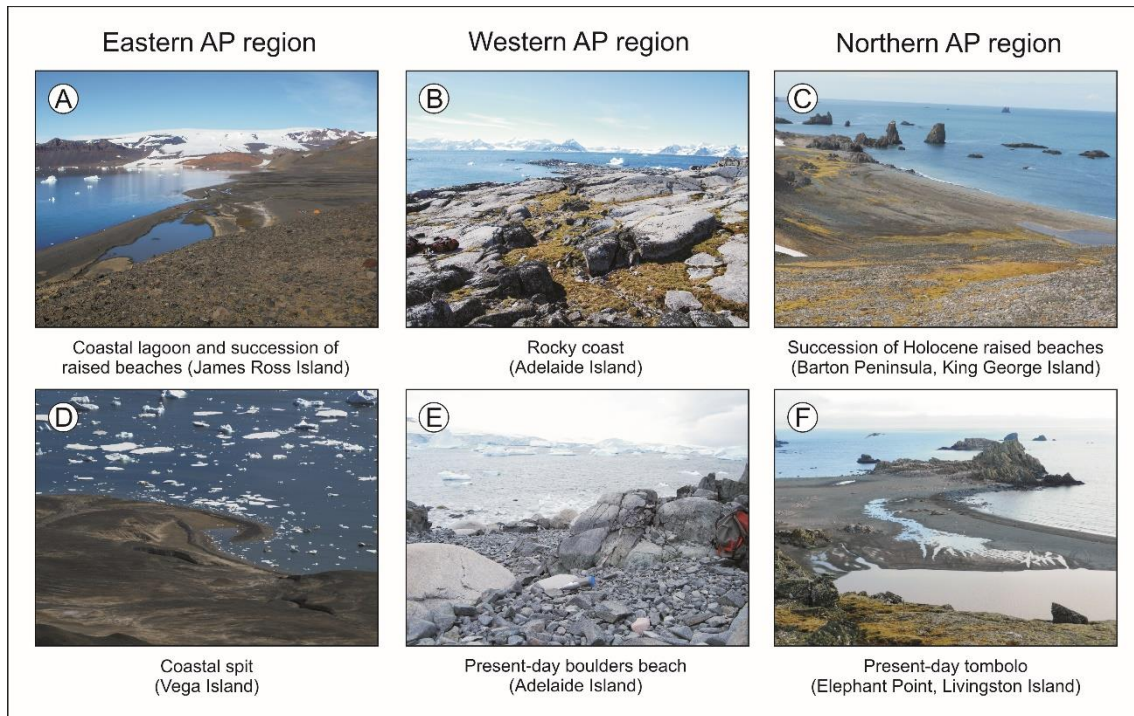 Eastern AP region
Western AP region
Northern AP region
A
B
C
Coastal lagoon and succession of
raised beaches (James Ross Island)
Rocky coast
(Adelaide Island)
Succession of Holocene raised beaches
(Barton Peninsula, King George Island)
D
E
F
Coastal spit
(Vega Island)
Present-day boulders beach
(Adelaide Island)
Present-day tombolo
(Elephant Point, Livingston Island)